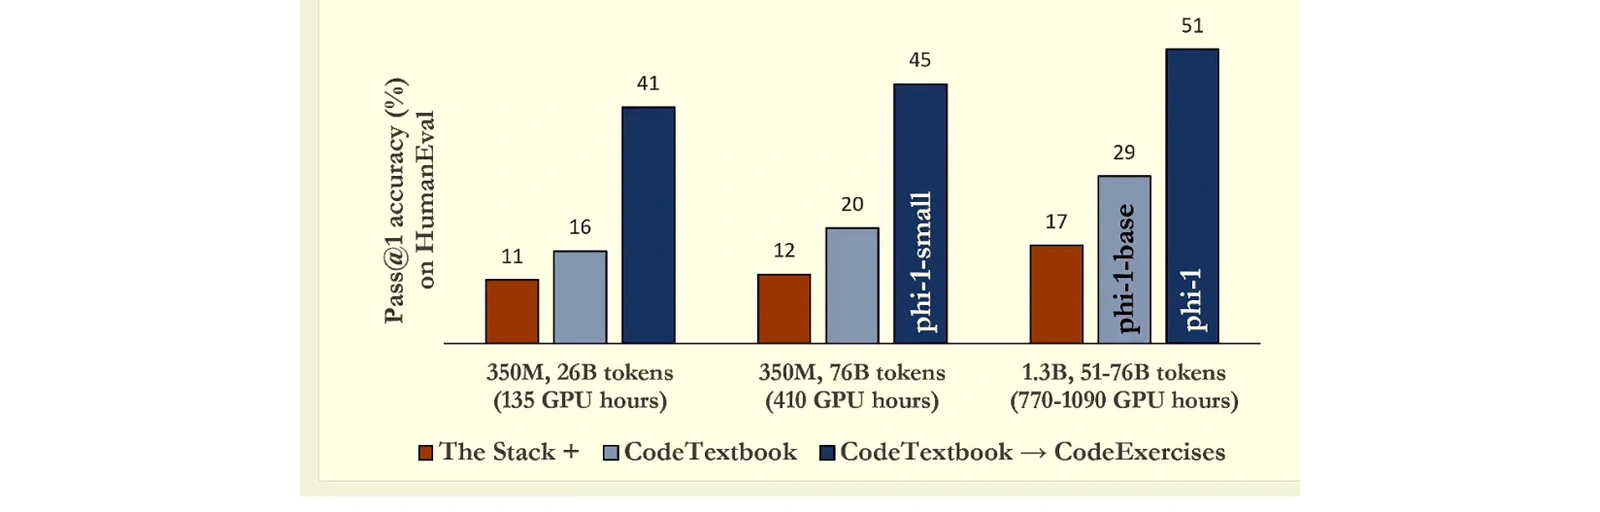 51
45
41
29
20
17
16
12
11
Pass@1 accuracy (%)
on HumanEval
phi-1-small
phi-1-base
phi-1
350M, 26B tokens
(135 GPU hours)
350M, 76B tokens
(410 GPU hours)
1.3B, 51-76B tokens
(770-1090 GPU hours)
The Stack + CodeTextbook CodeTextbook → CodeExercises